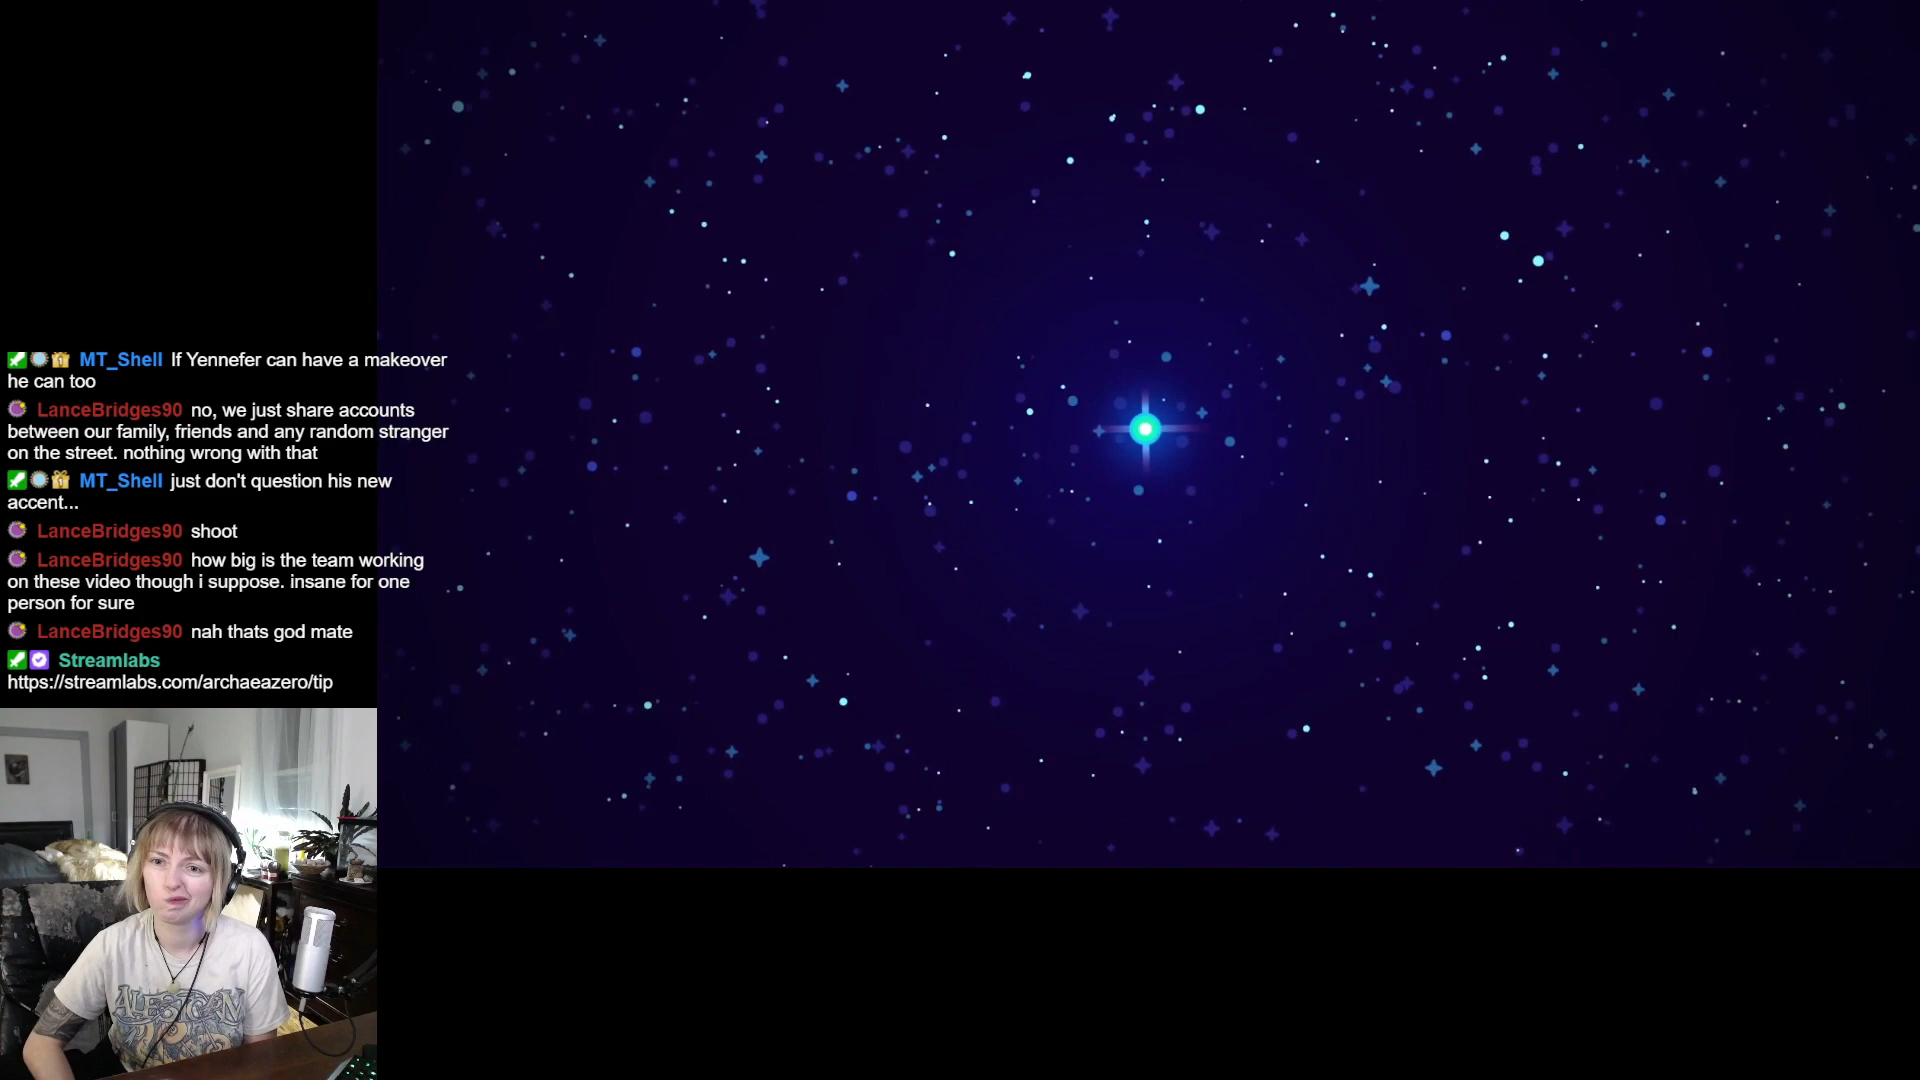 MT_Shell If Yennefer can have a makeover
he can too
LanceBridges90 no, we just share accounts
between our family, friends and any random stranger
on the street. nothing wrong with that
MT_Shell just don't question his new
accent...
LanceBridges90 shoot
LanceBridges90 how big is the team working
on these video though i suppose. insane for one
person for sure
LanceBridges90 nah thats god mate
Streamlabs
https://streamlabs.com/archaeazero/tip
ALESTORM